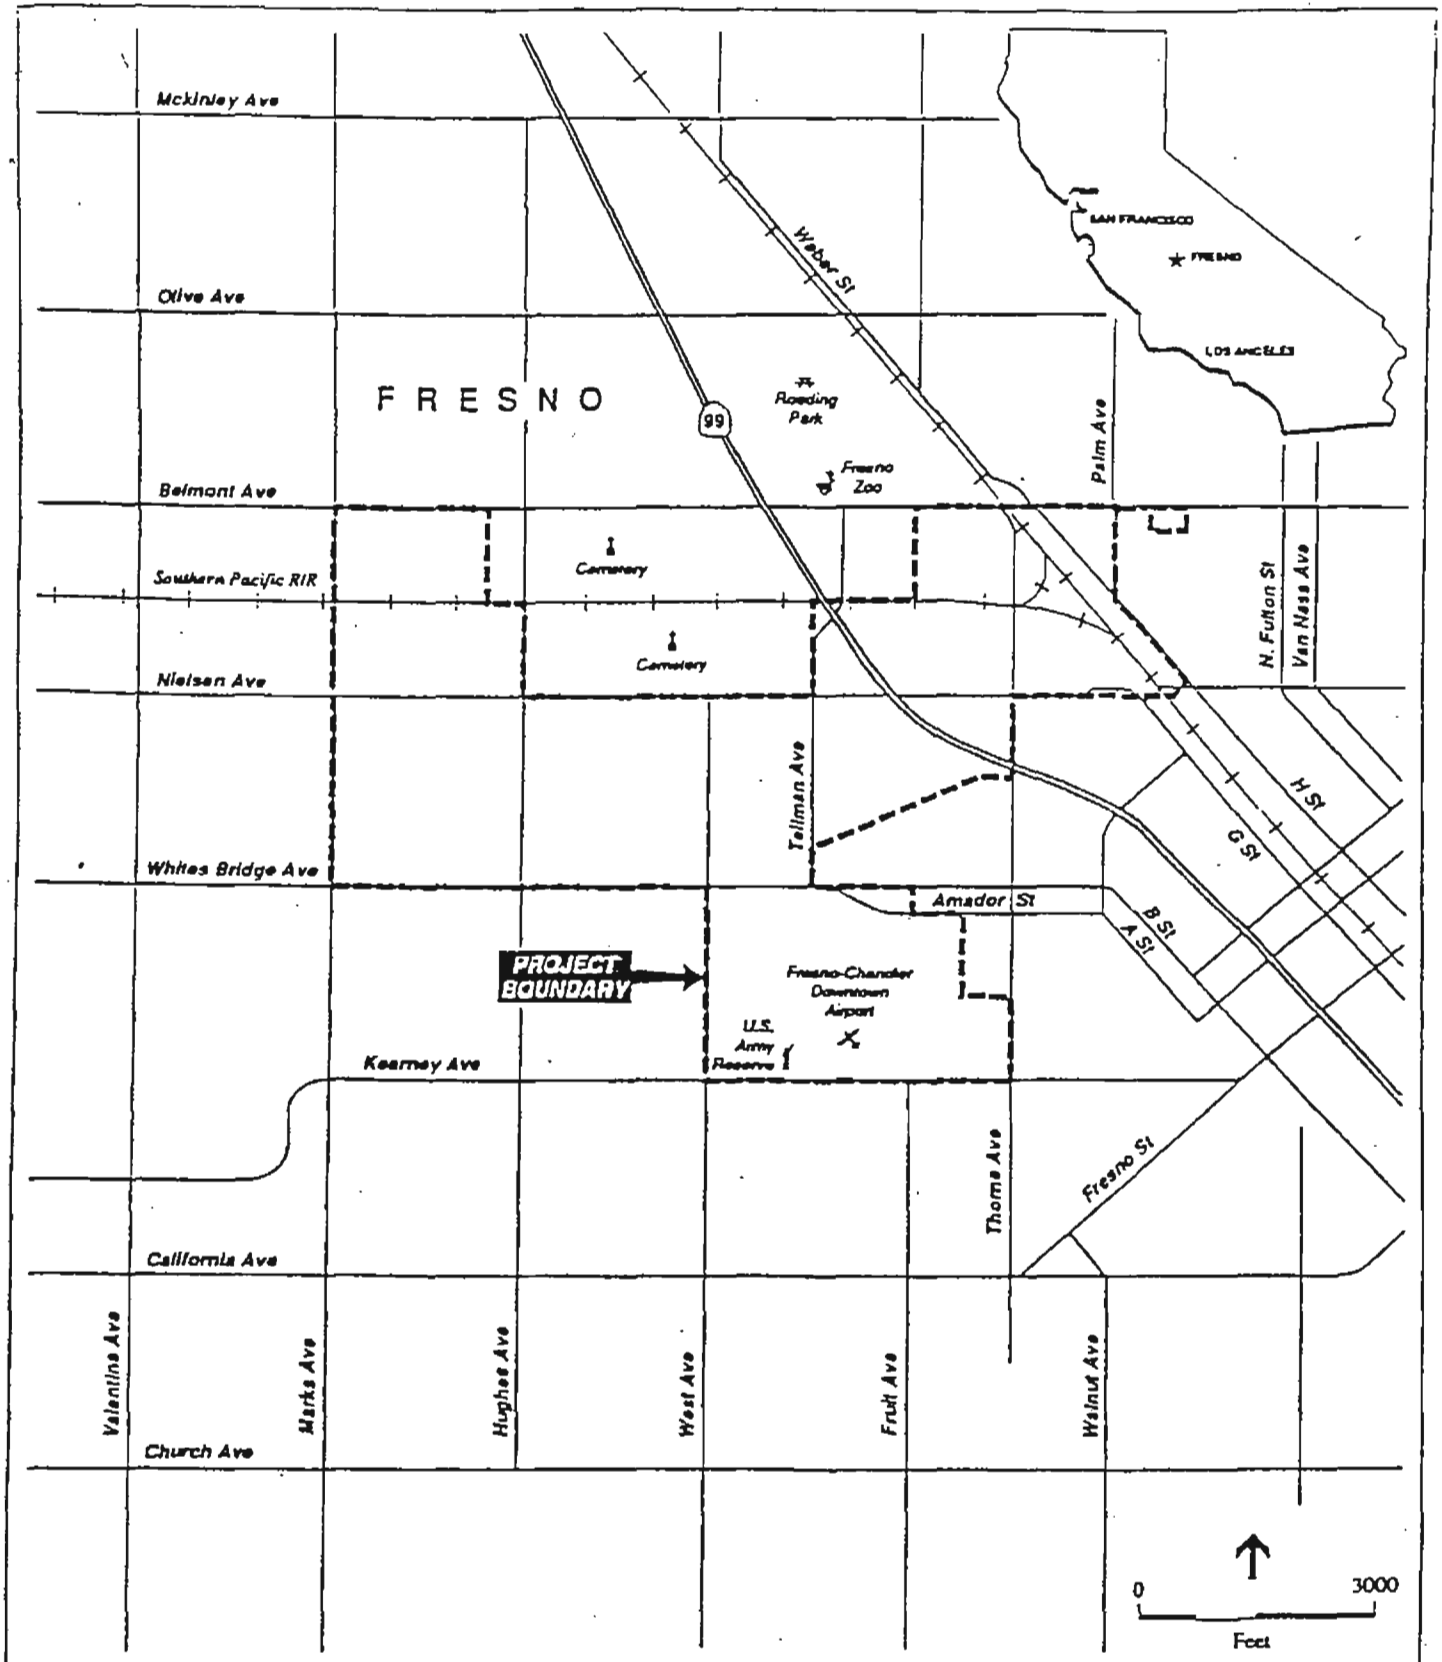 Mckinley Ave
SAN FRANCISCO
FRESNO
Weber St
Olive Ave
LOS ANGELES
FRESNO
99
Roeding
Park
Palm Ave
Fresno
Zoo
Belmont Ave
Cemetery
Southern Pacific R/R
N. Fulton St
Van Ness Ave
Cemetery
Nielsen Ave
Tellman Ave
H St
G St
Whites Bridge Ave
Amador St
B St
A St
PROJECT
BOUNDARY
Fresno-Chandler
Downtown
Airport
U.S.
Army
Reserve
Kearney Ave
Thorne Ave
Fresno St
California Ave
Valentine Ave
Marks Ave
Hughes Ave
West Ave
Fruit Ave
Walnut Ave
Church Ave
0
3000
Feet